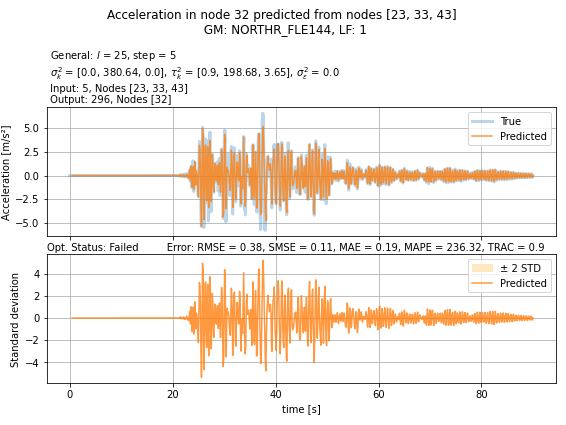 Acceleration in node 32 predicted from nodes [23, 33, 43]
GM: NORTHR_FLE144, LF: 1
General: l = 25, step = 5
σ²ₖ = [0.0, 380.64, 0.0], τ²ₖ = [0.9, 198.68, 3.65], σ²ε = 0.0
Input: 5, Nodes [23, 33, 43]
Output: 296, Nodes [32]
Acceleration [m/s²]
5.0
2.5
0.0
−2.5
−5.0
True
Predicted
Opt. Status: Failed Error: RMSE = 0.38, SMSE = 0.11, MAE = 0.19, MAPE = 236.32, TRAC = 0.9
Standard deviation
4
2
0
−2
−4
± 2 STD
Predicted
0 20 40 60 80
time [s]